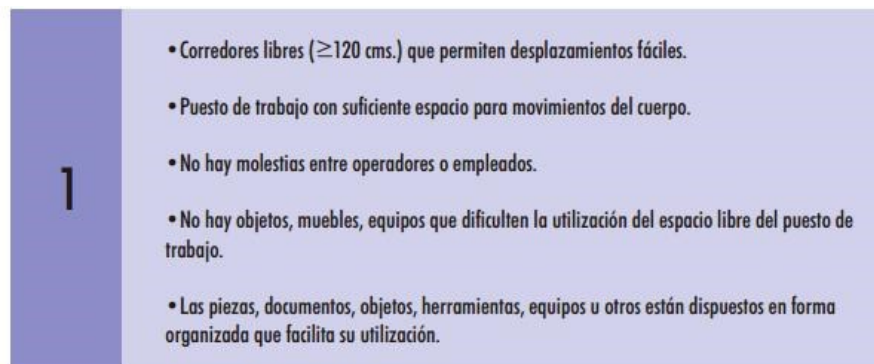 1
• Corredores libres (≥120 cms.) que permiten desplazamientos fáciles.
• Puesto de trabajo con suficiente espacio para movimientos del cuerpo.
• No hay molestias entre operadores o empleados.
• No hay objetos, muebles, equipos que dificulten la utilización del espacio libre del puesto de
trabajo.
• Las piezas, documentos, objetos, herramientas, equipos u otros están dispuestos en forma
organizada que facilita su utilización.